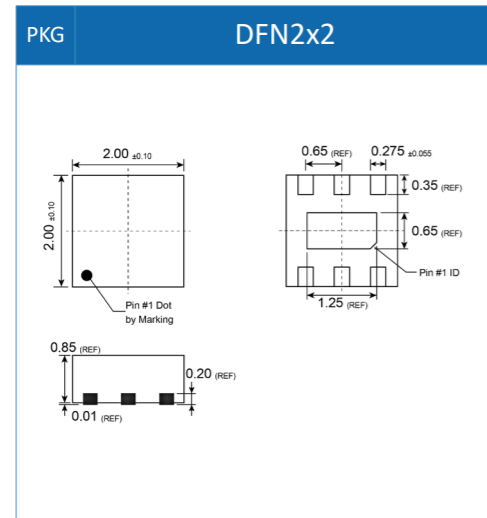 PKG
DFN2x2
2.00 ±0.10
2.00 ±0.10
Pin #1 Dot
by Marking
0.65 (REF)
0.275 ±0.055
0.35 (REF)
0.65 (REF)
Pin #1 ID
1.25 (REF)
0.85 (REF)
0.20 (REF)
0.01 (REF)